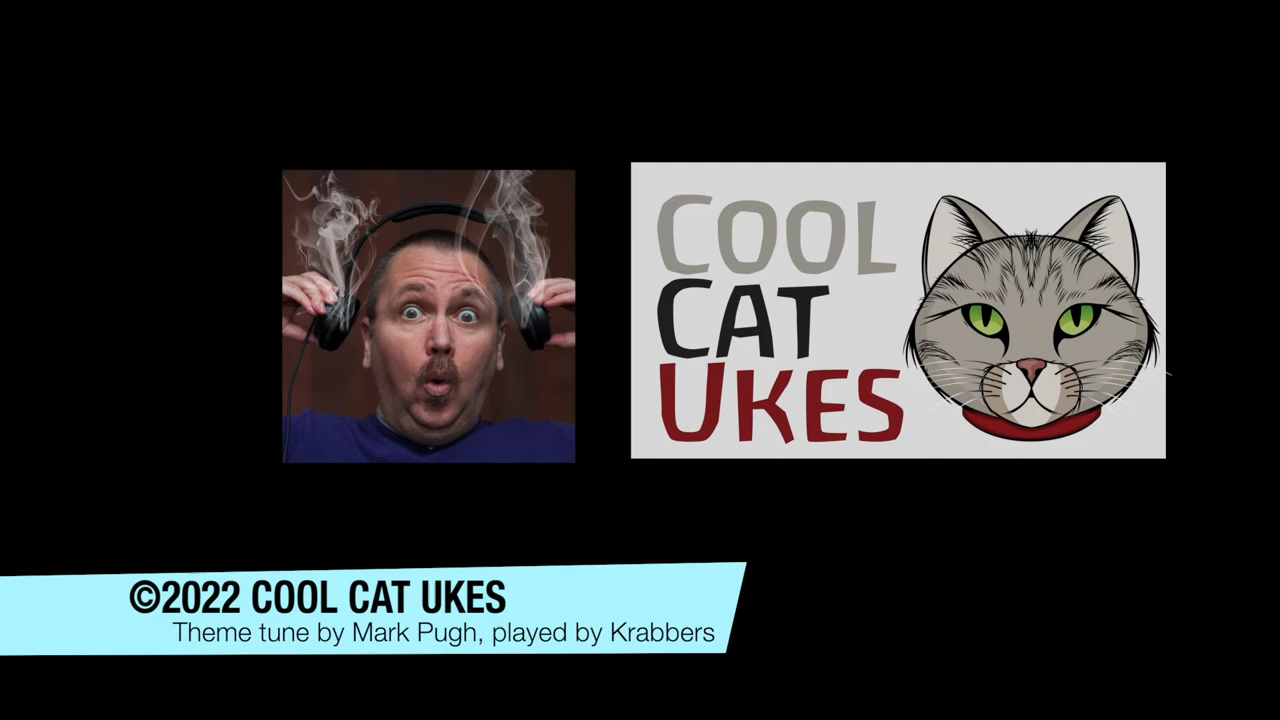 COOL
CAT
UKES
©2022 COOL CAT UKES
Theme tune by Mark Pugh, played by Krabbers